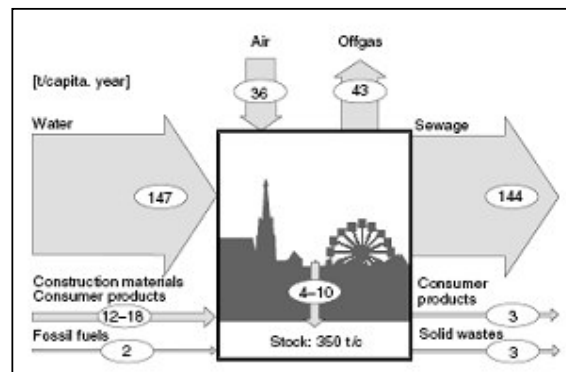 Air
Offgas
[t/capita. year]
36
43
Water
Sewage
147
144
Construction materials
Consumer products
4–10
Consumer
products
12–18
3
Fossil fuels
Solid wastes
2
Stock: 350 t/c
3